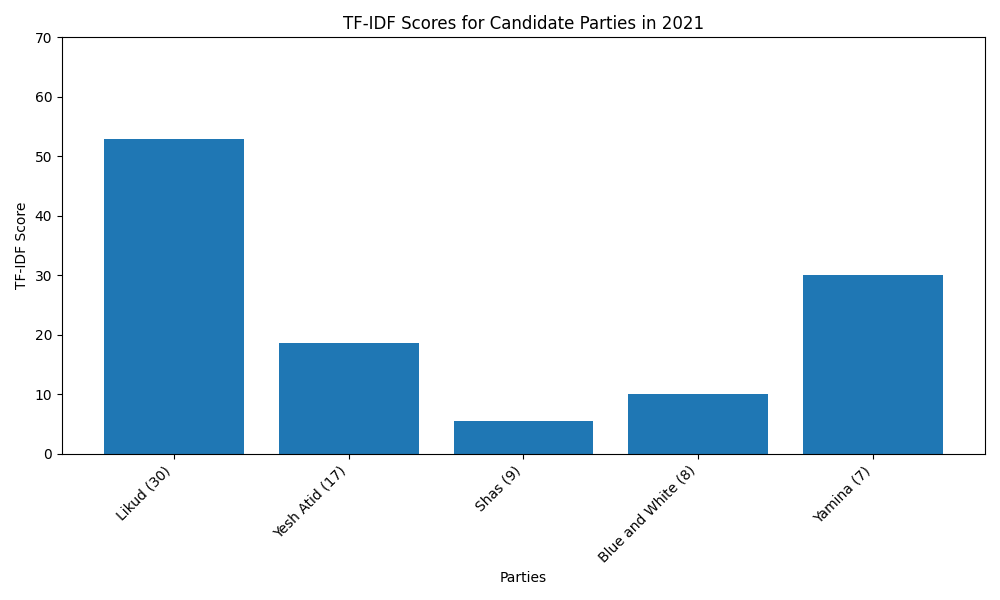 TF-IDF Scores for Candidate Parties in 2021
70
60
50
40
30
20
10
0
TF-IDF Score
Likud (30)
Yesh Atid (17)
Shas (9)
Blue and White (8)
Yamina (7)
Parties